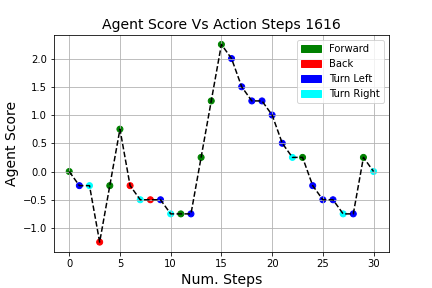 Agent Score Vs Action Steps 1616
Agent Score
2.0
1.5
1.0
0.5
0.0
−0.5
−1.0
Forward
Back
Turn Left
Turn Right
0 5 10 15 20 25 30
Num. Steps